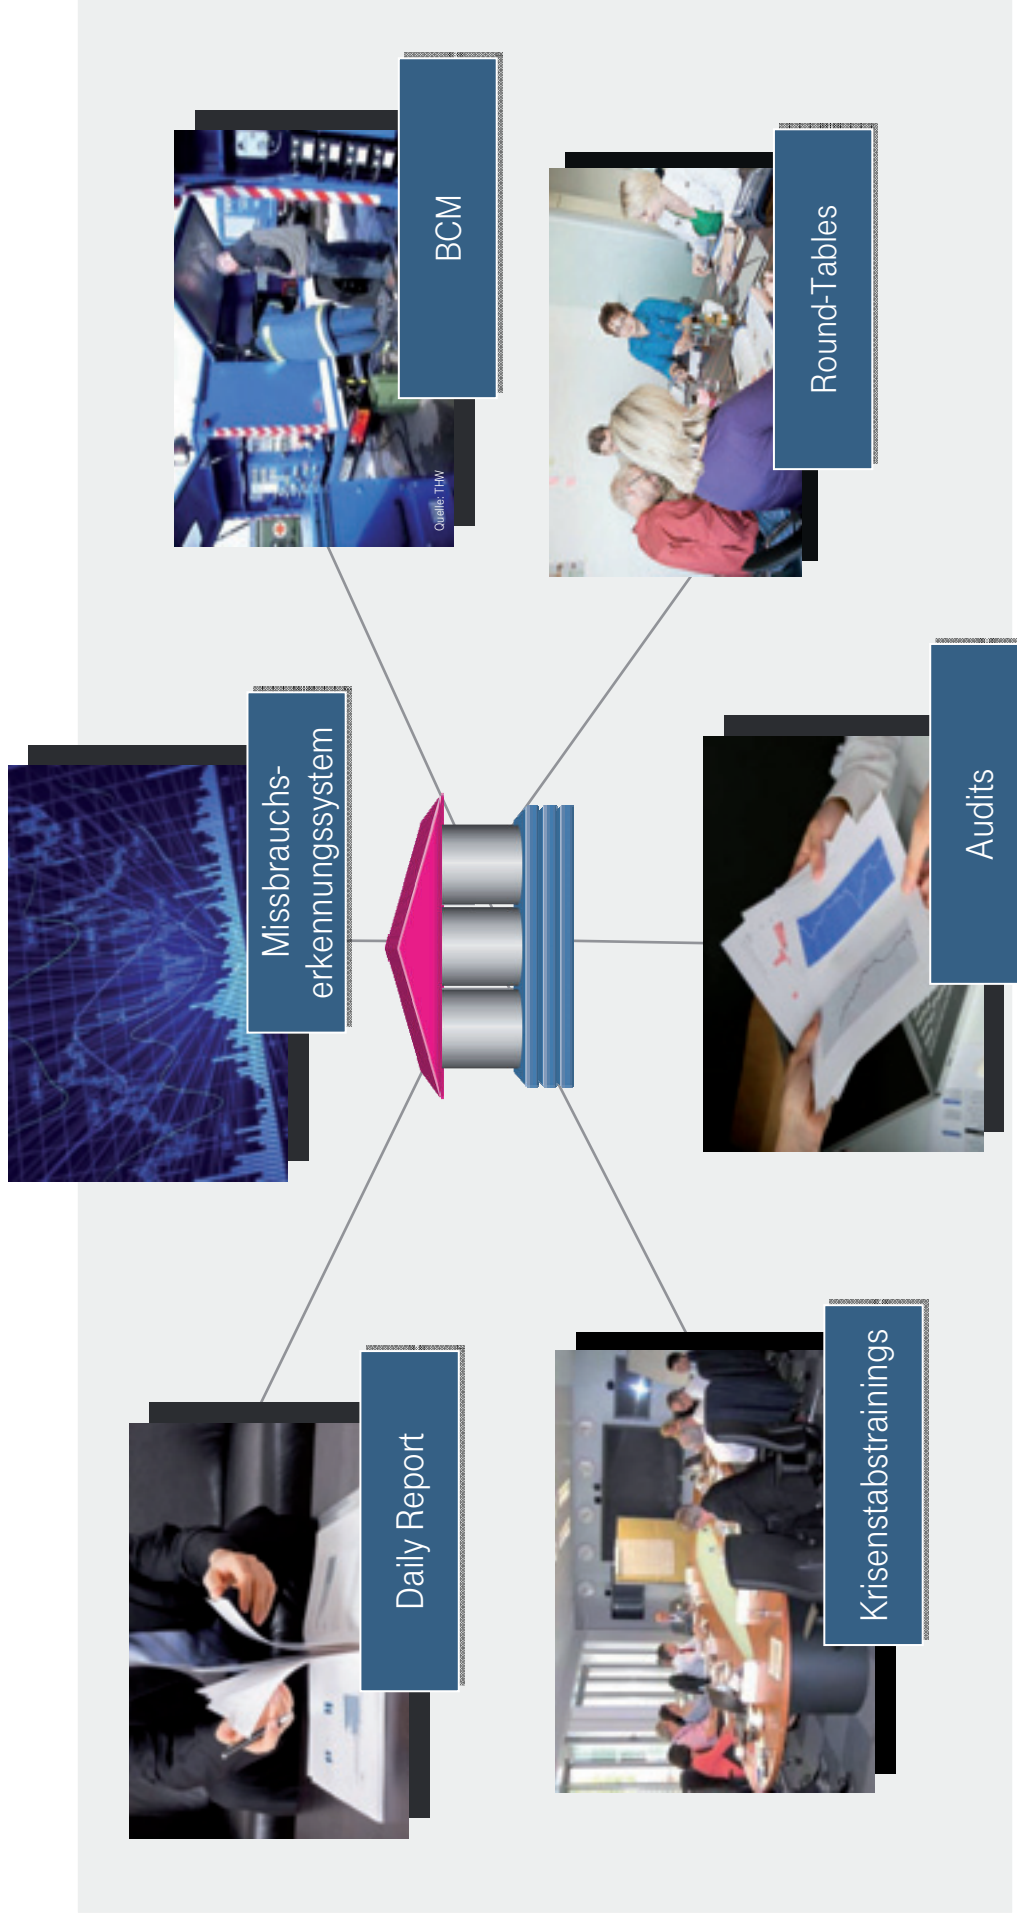 Daily Report
Missbrauchs-
erkennungssystem
BCM
Quelle: THW
Krisenstabstrainings
Audits
Round-Tables